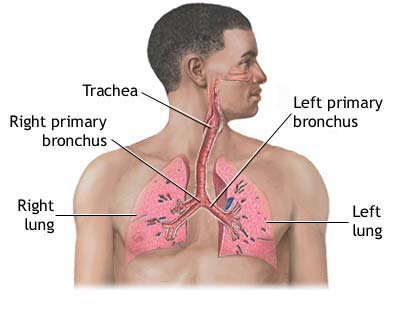 Trachea
Right primary
bronchus
Left primary
bronchus
Right
lung
Left
lung